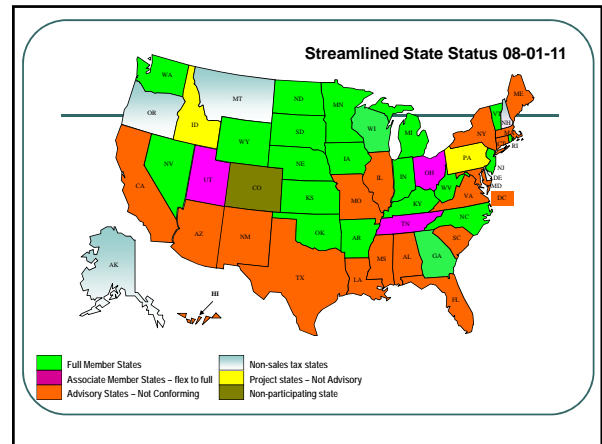 Streamlined State Status 08-01-11
WA
MT
ND
MN
ME
OR
ID
SD
WI
MI
VT
NH
NY
WY
IA
PA
RI
NV
NE
NJ
CA
UT
CO
IL
IN
OH
DE
MD
WV
VA
DC
KS
MO
KY
NC
TN
AZ
NM
OK
AR
SC
MS
AL
GA
TX
LA
FL
AK
HI
Full Member States
Non-sales tax states
Associate Member States – flex to full
Project states – Not Advisory
Advisory States – Not Conforming
Non-participating state